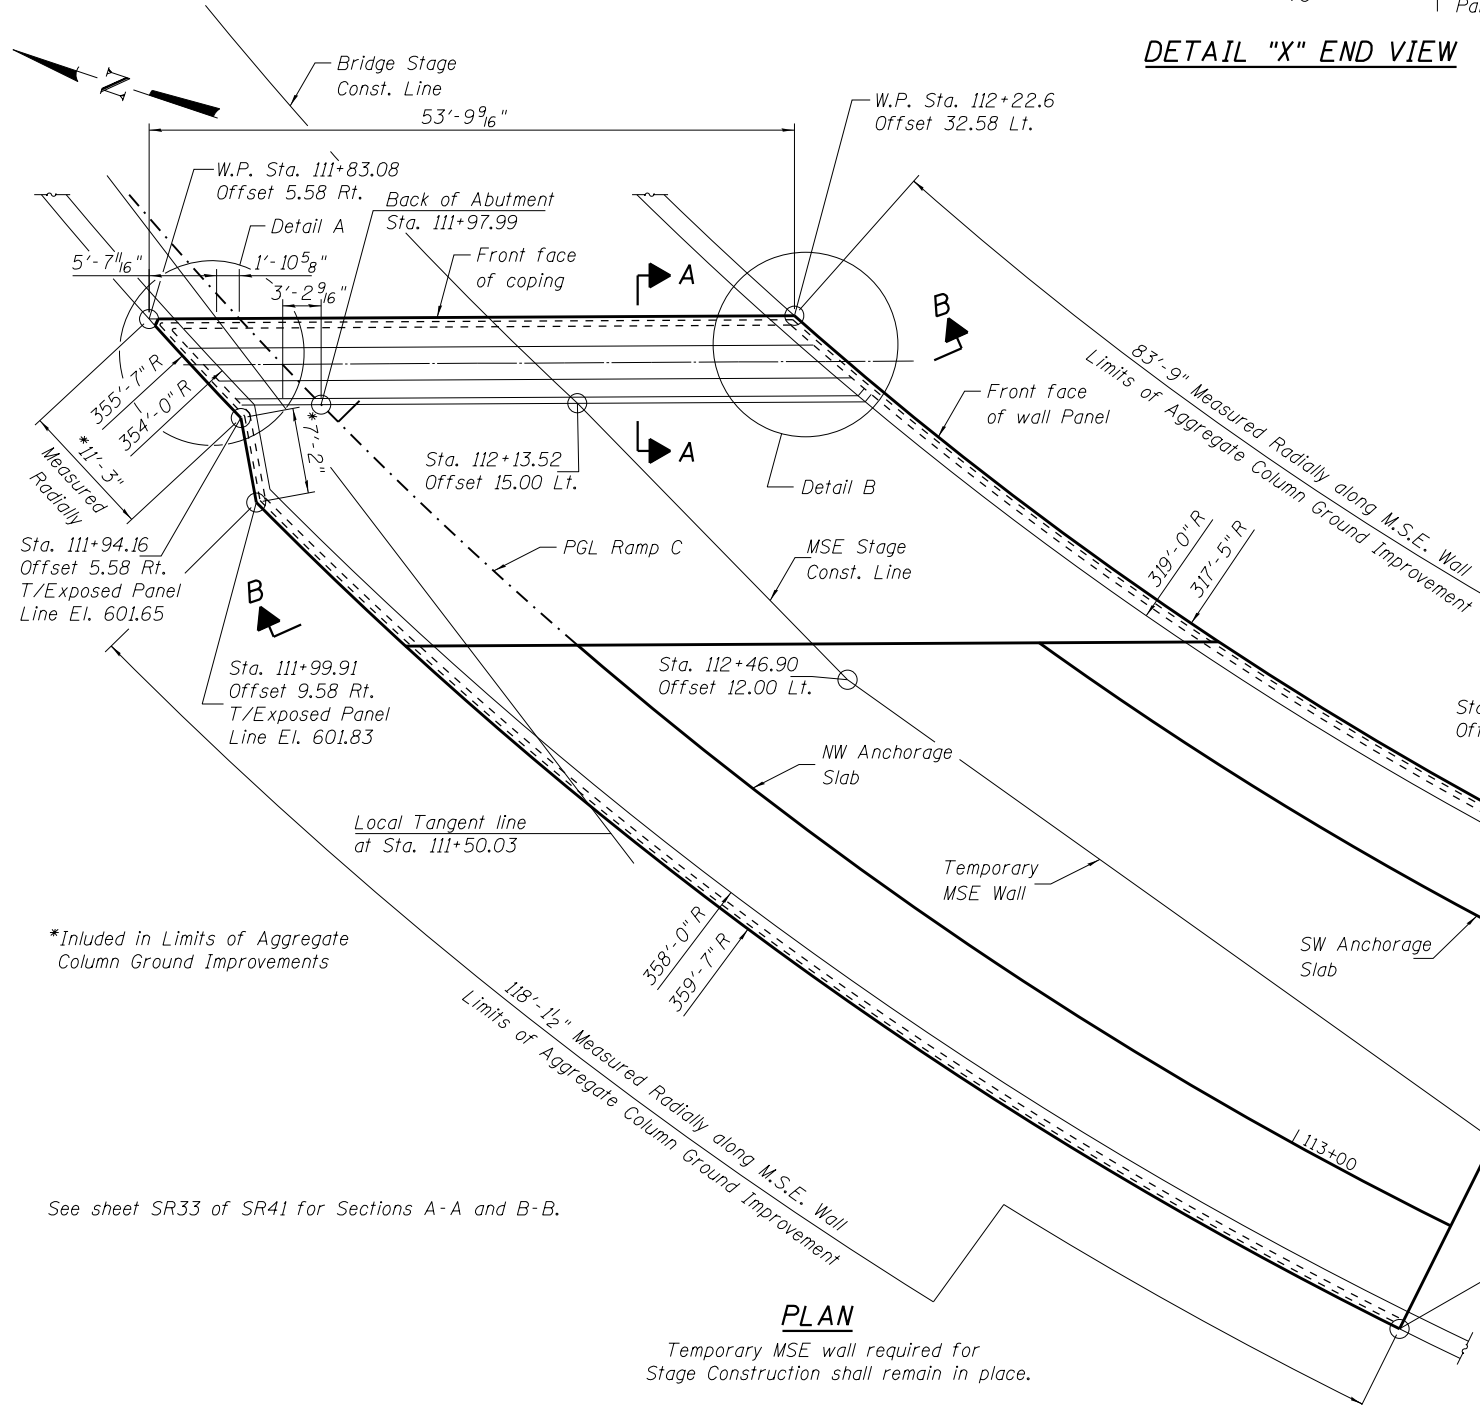 Pa
DETAIL "X" END VIEW
N
Bridge Stage
Const. Line
53'-9 9/16"
W.P. Sta. 112+22.6
Offset 32.58 Lt.
W.P. Sta. 111+83.08
Offset 5.58 Rt.
Back of Abutment
Sta. 111+97.99
Detail A
Front face
of coping
5'-7 11/16"
1'-10 5/8"
3'-2 9/16"
A
B
83'-9" Measured Radially along M.S.E. Wall
Limits of Aggregate Column Ground Improvement
355'-7" R
354'-0" R
*11'-3"
Measured
Radially
*7'-2"
Front face
of wall Panel
A
Sta. 112+13.52
Offset 15.00 Lt.
Detail B
Sta. 111+94.16
Offset 5.58 Rt.
T/Exposed Panel
Line El. 601.65
PGL Ramp C
MSE Stage
Const. Line
319'-0" R
317'-5" R
B
Sta. 111+99.91
Offset 9.58 Rt.
T/Exposed Panel
Line El. 601.83
Sta. 112+46.90
Offset 12.00 Lt.
Sta
Off
NW Anchorage
Slab
Local Tangent line
at Sta. 111+50.03
Temporary
MSE Wall
SW Anchorage
Slab
*Inluded in Limits of Aggregate
Column Ground Improvements
358'-0" R
359'-7" R
118'-1 1/2" Measured Radially along M.S.E. Wall
Limits of Aggregate Column Ground Improvement
113+00
See sheet SR33 of SR41 for Sections A-A and B-B.
PLAN
Temporary MSE wall required for
Stage Construction shall remain in place.